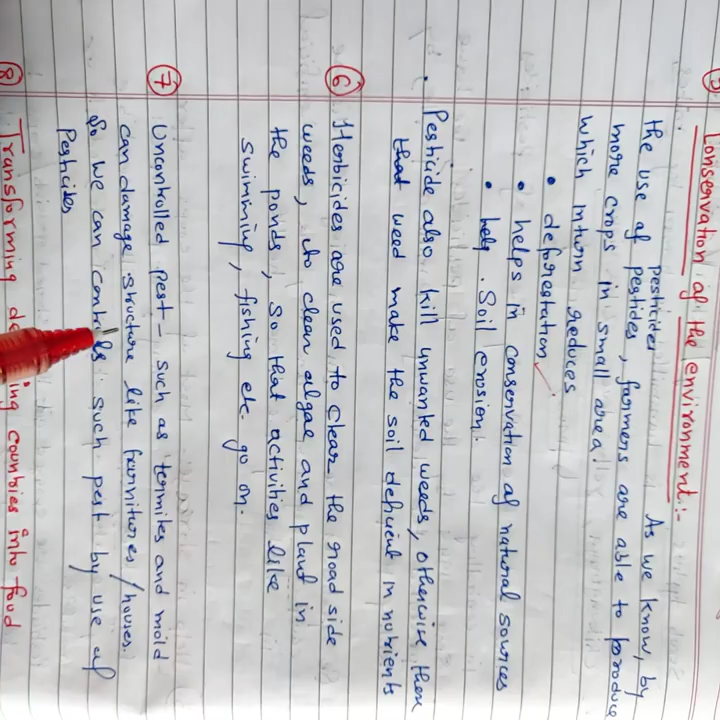 5
Conservation of the environment:-
As we know, by
pesticides
the use of pestides, farmers are able to produce
more crops in small area.
which inturn reduces
• deforestation
• helps in conservation of natural sources
• help. Soil erosion.
• Pesticide also kill unwanted weeds, otherwise then
that weed make the soil deficient in nutrients
6 Herbicides are used to clear the road side
weeds, to clean algae and plant in
the ponds, so that activities like
swimming, fishing etc. go on.
7 Uncontrolled pest- such as termites and mold
can damage structure like furnitures/houses.
So we can controls such pest by use of
Pesticides
8 Transforming de ing countries into food